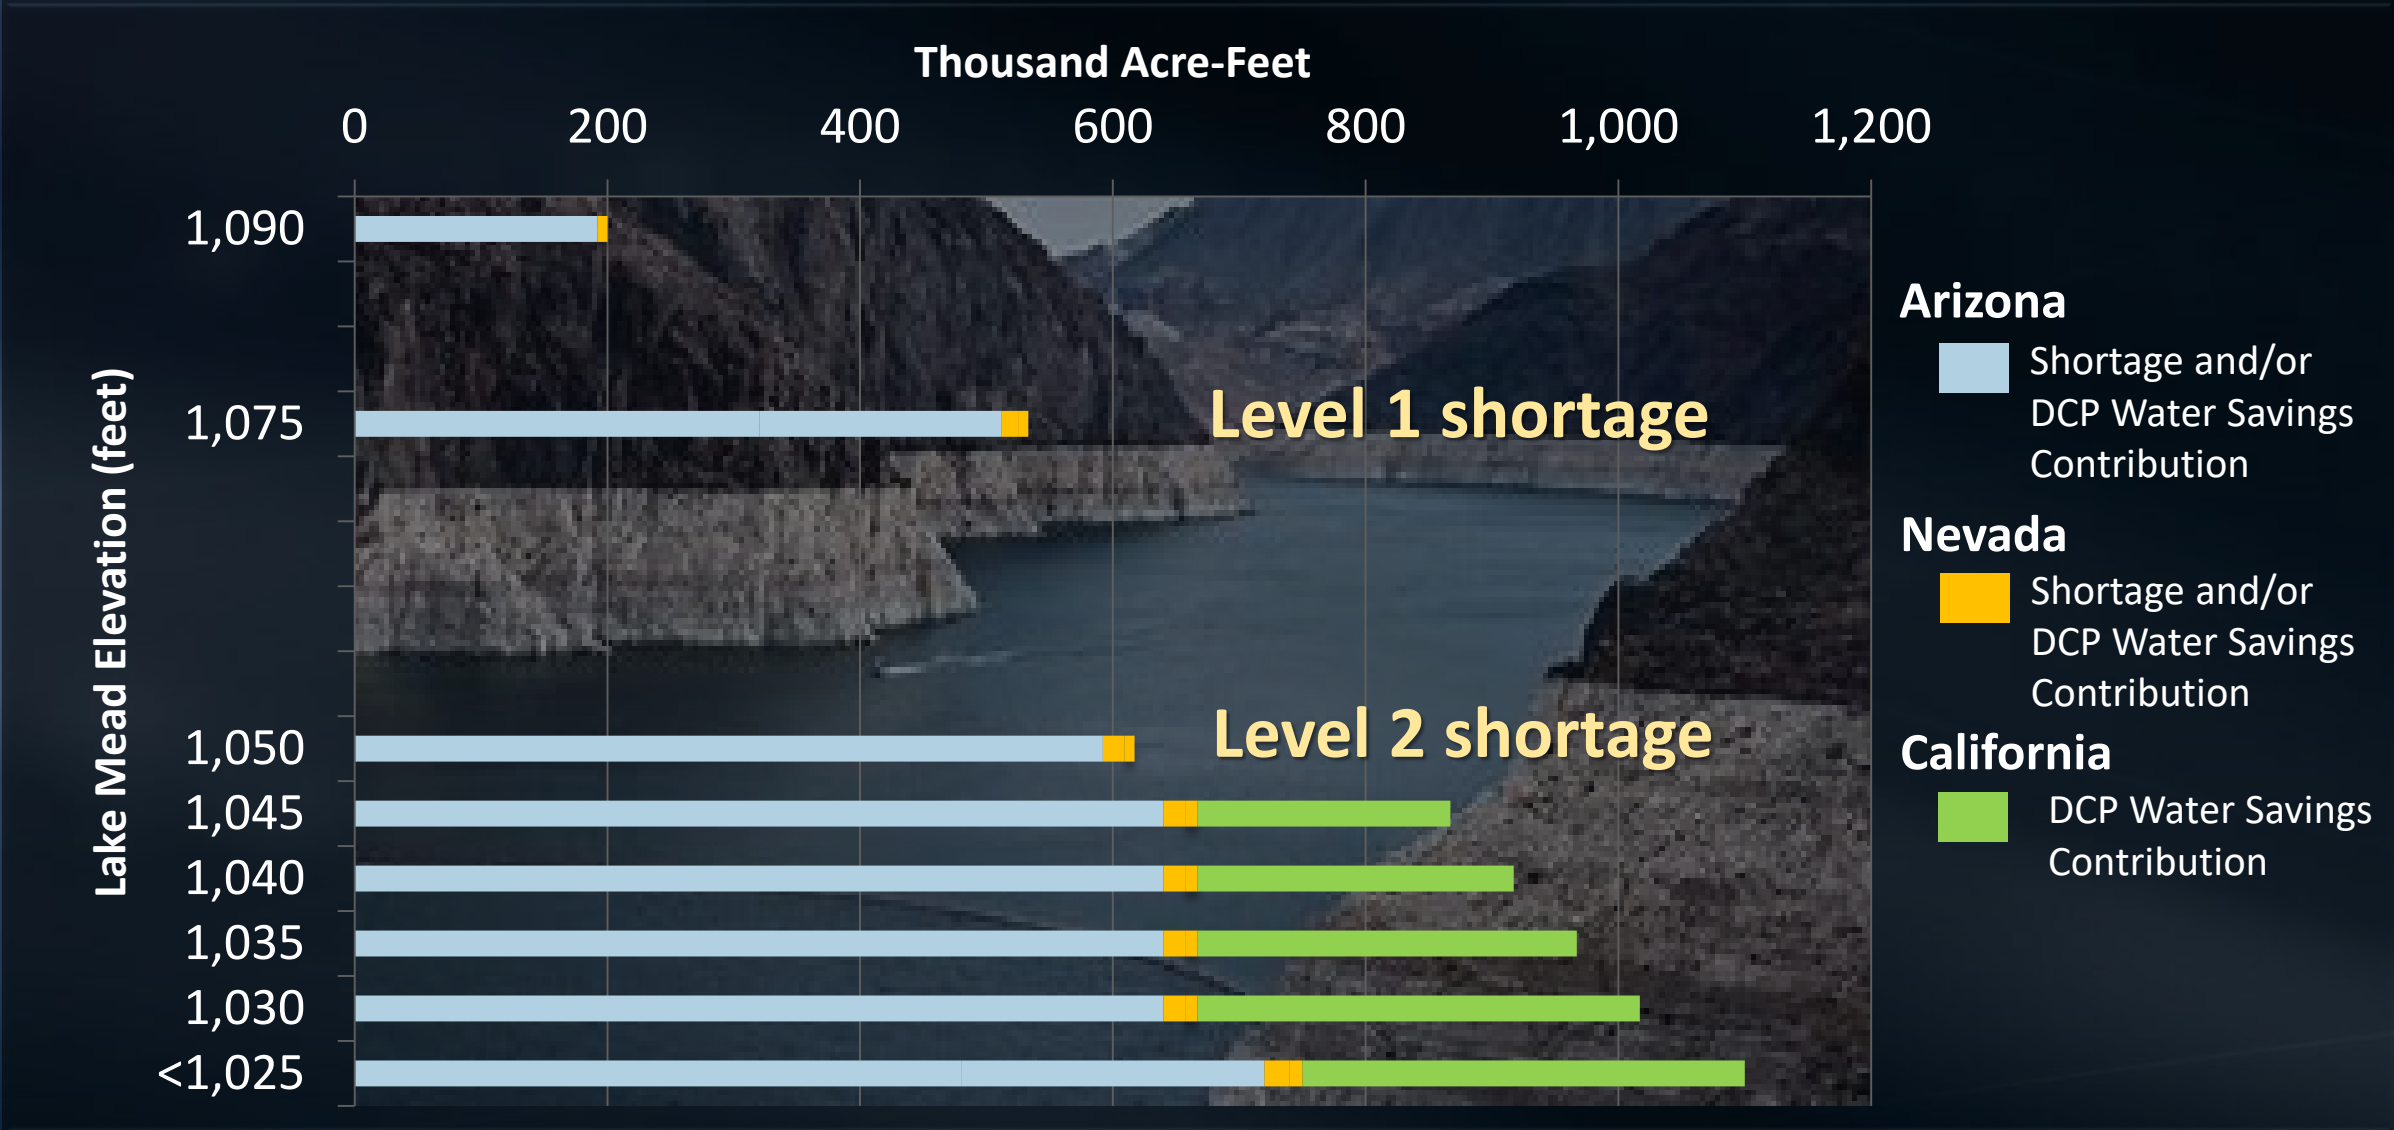 Thousand Acre-Feet
0 200 400 600 800 1,000 1,200
Lake Mead Elevation (feet)
1,090
1,075
1,050
1,045
1,040
1,035
1,030
<1,025
Level 1 shortage
Level 2 shortage
Arizona
Shortage and/or
DCP Water Savings
Contribution
Nevada
Shortage and/or
DCP Water Savings
Contribution
California
DCP Water Savings
Contribution